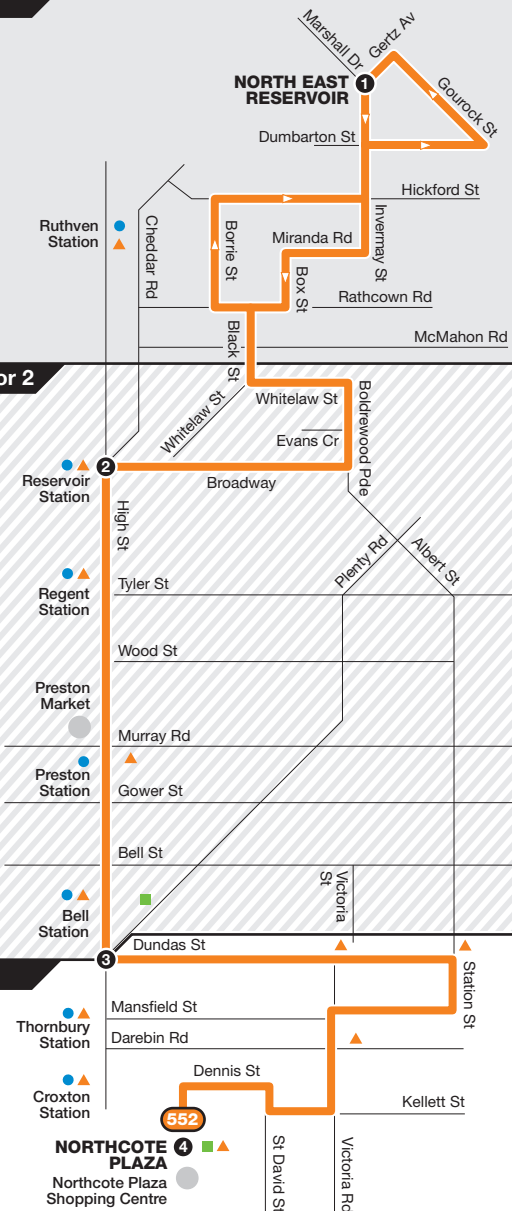 Marshall Dr
Gertz Av
NORTH EAST
RESERVOIR
1
Gourock St
Dumbarton St
Hickford St
Ruthven
Station
Cheddar Rd
Borrie St
Miranda Rd
Invermay St
Box St
Rathcown Rd
McMahon Rd
Black St
or 2
Whitelaw St
Whitelaw St
Boldrewood Pde
Evans Cr
2
Reservoir
Station
Broadway
High St
Plenty Rd
Albert St
Regent
Station
Tyler St
Wood St
Preston
Market
Murray Rd
Preston
Station
Gower St
Bell St
Victoria
St
Bell
Station
3
Dundas St
Station St
Mansfield St
Thornbury
Station
Darebin Rd
Dennis St
Croxton
Station
Kellett St
552
NORTHCOTE
PLAZA
4
Northcote Plaza
Shopping Centre
St David St
Victoria Rd